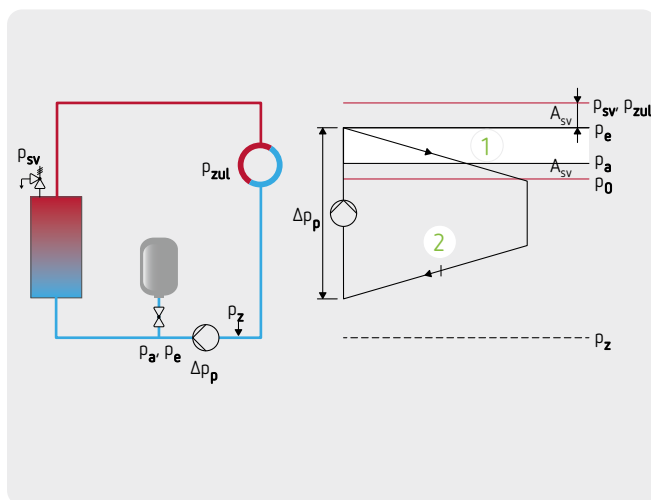 p_sv
p_zul
p_z
p_a, p_e
Δp_p
p_sv, p_zul
A_sv
p_e
1
p_a
A_sv
p_0
Δp_p
2
p_z